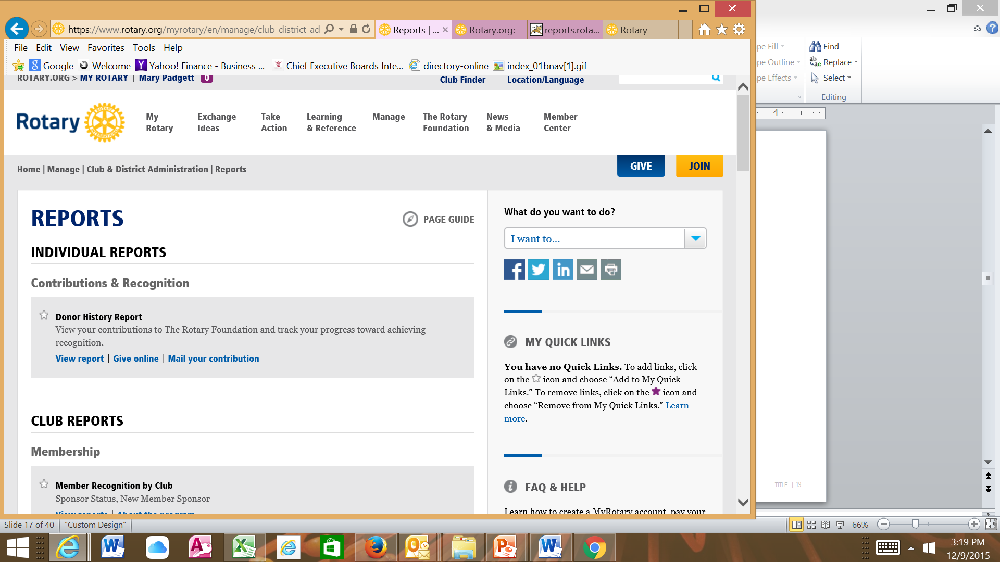 https://www.rotary.org/myrotary/en/manage/club-district-ad
Reports | ...
Rotary.org:
reports.rota...
Rotary
File Edit View Favorites Tools Help
Google Welcome Yahoo! Finance - Business ... Chief Executive Boards Inte... directory-online index_01bnav[1].gif
ROTARY.ORG > MY ROTARY | Mary Padgett 0
Club Finder Location/Language
Rotary
My Rotary
Exchange Ideas
Take Action
Learning & Reference
Manage
The Rotary Foundation
News & Media
Member Center
Home | Manage | Club & District Administration | Reports
GIVE JOIN
REPORTS
PAGE GUIDE
INDIVIDUAL REPORTS
Contributions & Recognition
Donor History Report
View your contributions to The Rotary Foundation and track your progress toward achieving
recognition.
View report | Give online | Mail your contribution
CLUB REPORTS
Membership
Member Recognition by Club
Sponsor Status, New Member Sponsor
View reports | About the program
What do you want to do?
I want to...
MY QUICK LINKS
You have no Quick Links. To add links, click
on the icon and choose “Add to My Quick
Links.” To remove links, click on the icon and
choose “Remove from My Quick Links.” Learn
more.
FAQ & HELP
Learn how to create a MyRotary account, pay your
pe Fill
pe Outline
pe Effects
Find
Replace
Select
Editing
4
TITLE | 19
Slide 17 of 40 "Custom Design"
66%
3:19 PM
12/9/2015